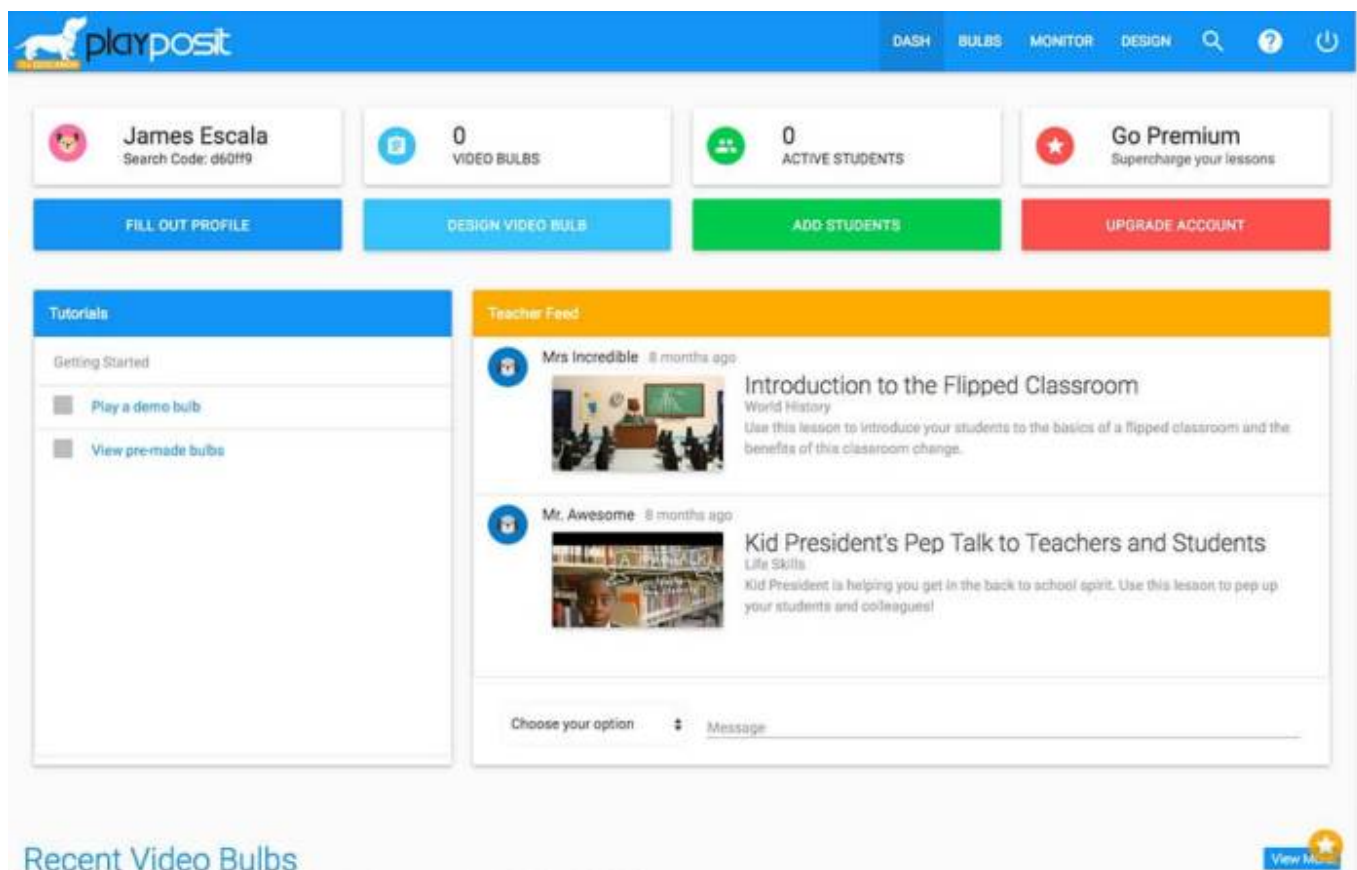 playposit
DASH BULBS MONITOR DESIGN
James Escala
Search Code: d60ff9
0
VIDEO BULBS
0
ACTIVE STUDENTS
Go Premium
Supercharge your lessons
FILL OUT PROFILE
DESIGN VIDEO BULB
ADD STUDENTS
UPGRADE ACCOUNT
Tutorials
Getting Started
Play a demo bulb
View pre-made bulbs
Teacher Feed
Mrs Incredible 8 months ago
Introduction to the Flipped Classroom
World History
Use this lesson to introduce your students to the basics of a flipped classroom and the
benefits of this classroom change.
Mr. Awesome 8 months ago
Kid President's Pep Talk to Teachers and Students
Life Skills
Kid President is helping you get in the back to school spirit. Use this lesson to pep up
your students and colleagues!
Choose your option
Message
Recent Video Bulbs
View